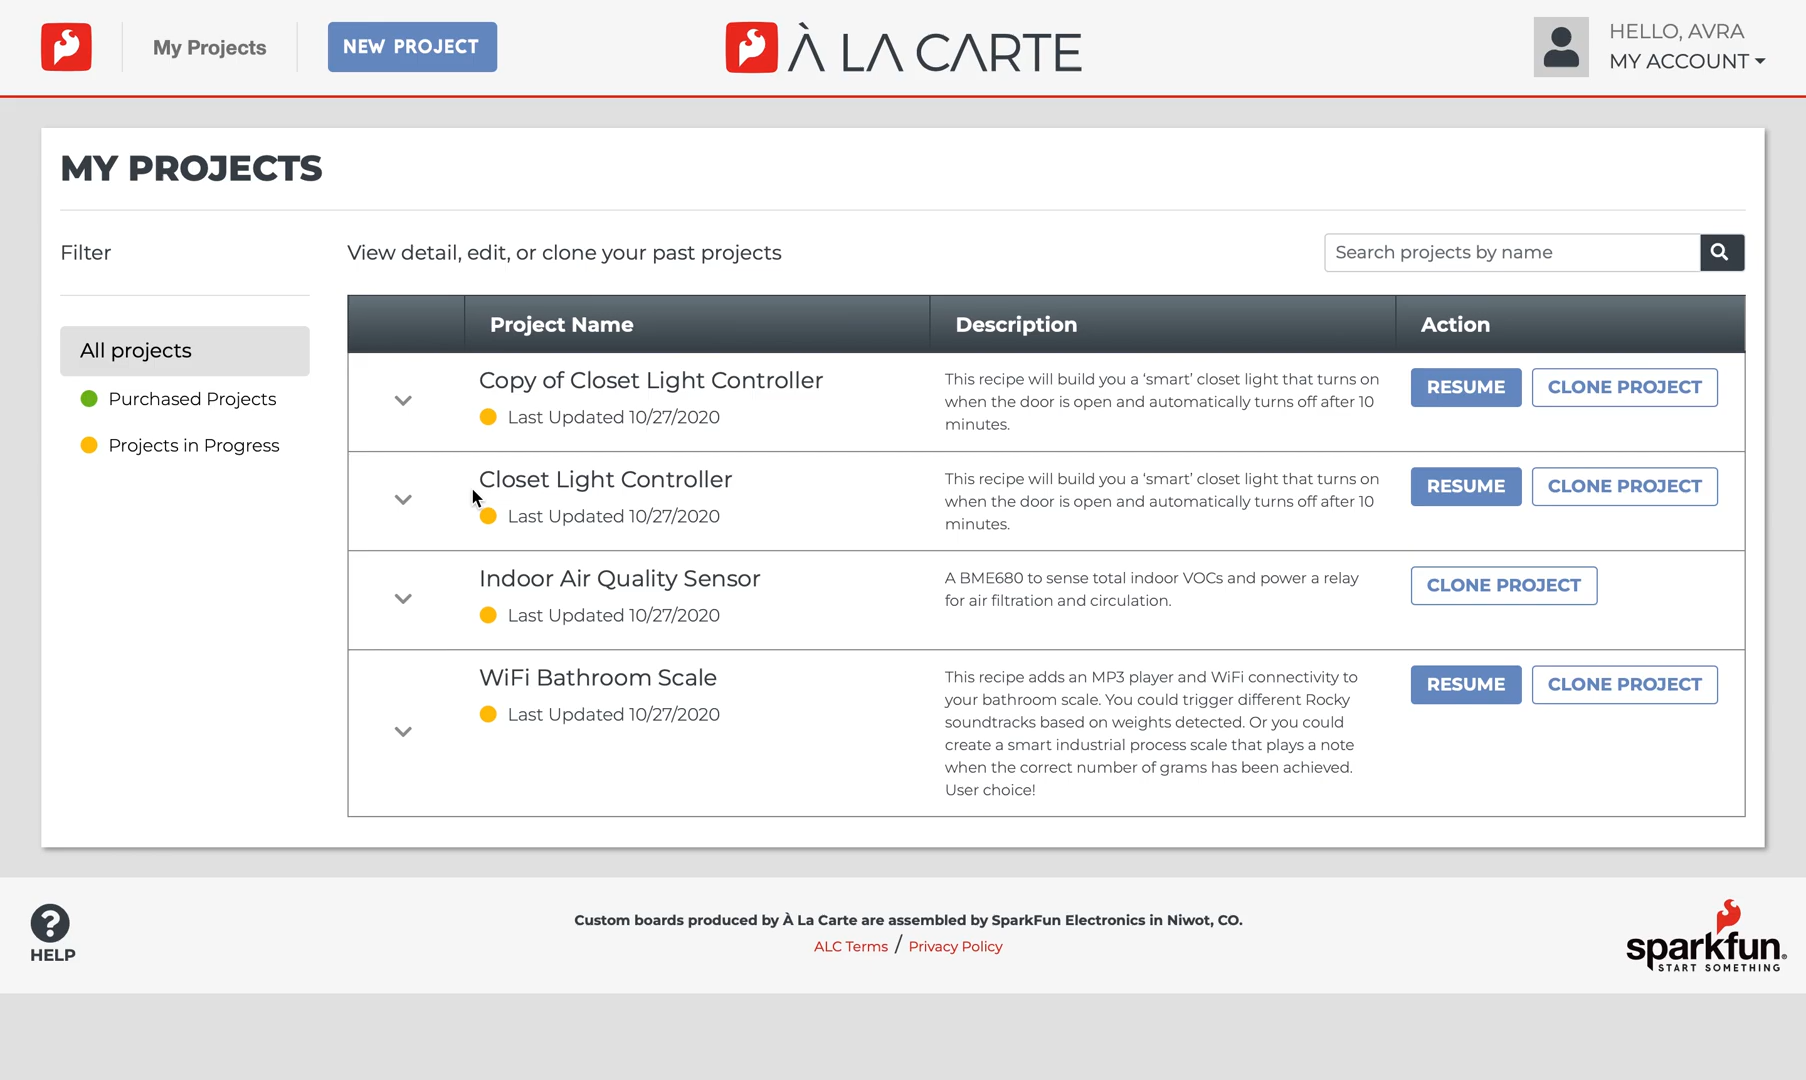 My Projects
NEW PROJECT
À LA CARTE
HELLO, AVRA
MY ACCOUNT
MY PROJECTS
Filter
View detail, edit, or clone your past projects
Search projects by name
All projects
Purchased Projects
Projects in Progress
Project Name
Description
Action
Copy of Closet Light Controller
Last Updated 10/27/2020
This recipe will build you a ‘smart’ closet light that turns on
when the door is open and automatically turns off after 10
minutes.
RESUME
CLONE PROJECT
Closet Light Controller
Last Updated 10/27/2020
This recipe will build you a ‘smart’ closet light that turns on
when the door is open and automatically turns off after 10
minutes.
RESUME
CLONE PROJECT
Indoor Air Quality Sensor
Last Updated 10/27/2020
A BME680 to sense total indoor VOCs and power a relay
for air filtration and circulation.
CLONE PROJECT
WiFi Bathroom Scale
Last Updated 10/27/2020
This recipe adds an MP3 player and WiFi connectivity to
your bathroom scale. You could trigger different Rocky
soundtracks based on weights detected. Or you could
create a smart industrial process scale that plays a note
when the correct number of grams has been achieved.
User choice!
RESUME
CLONE PROJECT
?
HELP
Custom boards produced by À La Carte are assembled by SparkFun Electronics in Niwot, CO.
ALC Terms / Privacy Policy
sparkfun®
START SOMETHING